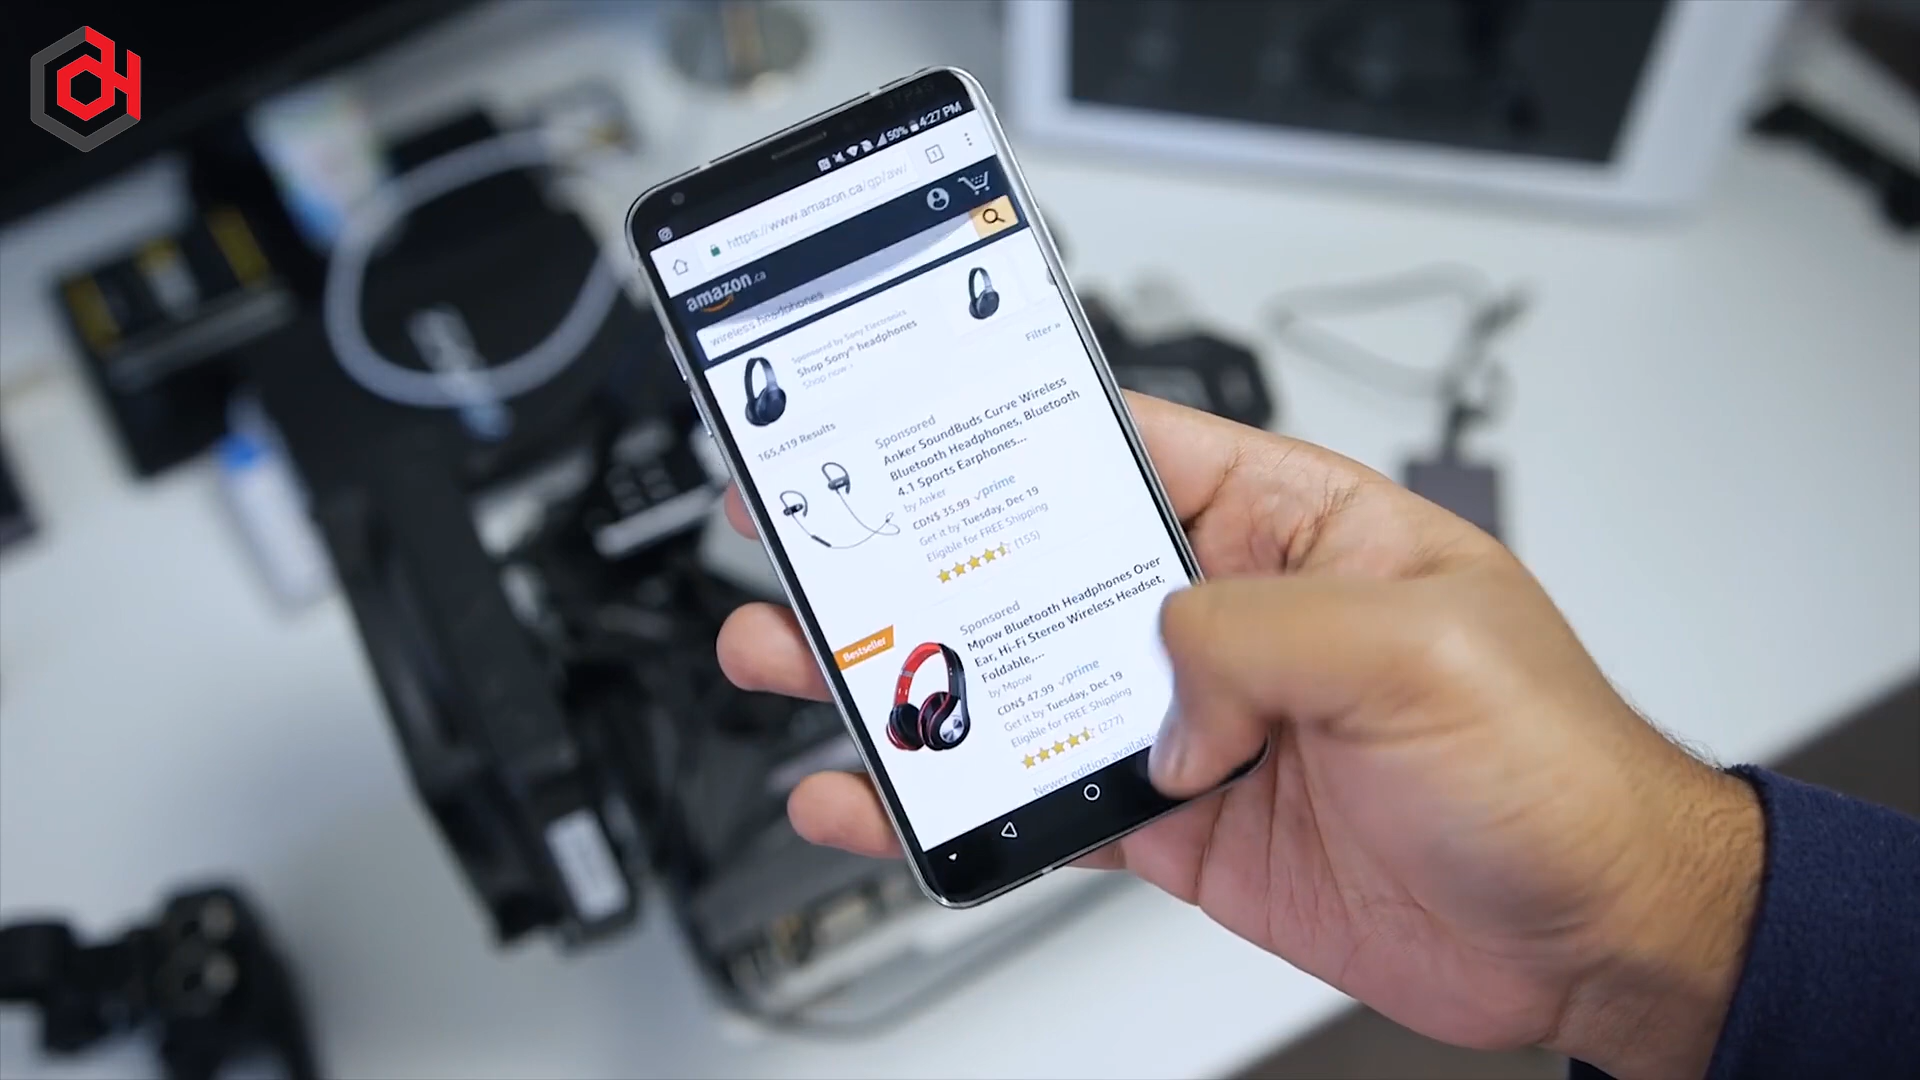 50% 4:27 PM
https://www.amazon.ca/gp/aw/
1
amazon.ca
wireless headphones
Sponsored by Sony Electronics
Shop Sony® headphones
Shop now ›
Filter »
165,419 Results
Sponsored
Anker SoundBuds Curve Wireless
Bluetooth Headphones, Bluetooth
4.1 Sports Earphones...
by Anker
CDN$ 35.99 prime
Get it by Tuesday, Dec 19
Eligible for FREE Shipping
(155)
Bestseller
Sponsored
Mpow Bluetooth Headphones Over
Ear, Hi-Fi Stereo Wireless Headset,
Foldable,...
by Mpow
CDN$ 47.99 prime
Get it by Tuesday, Dec 19
Eligible for FREE Shipping
(277)
Newer edition available